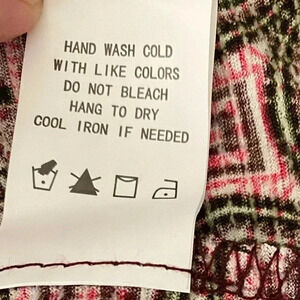 HAND WASH COLD
WITH LIKE COLORS
DO NOT BLEACH
HANG TO DRY
COOL IRON IF NEEDED